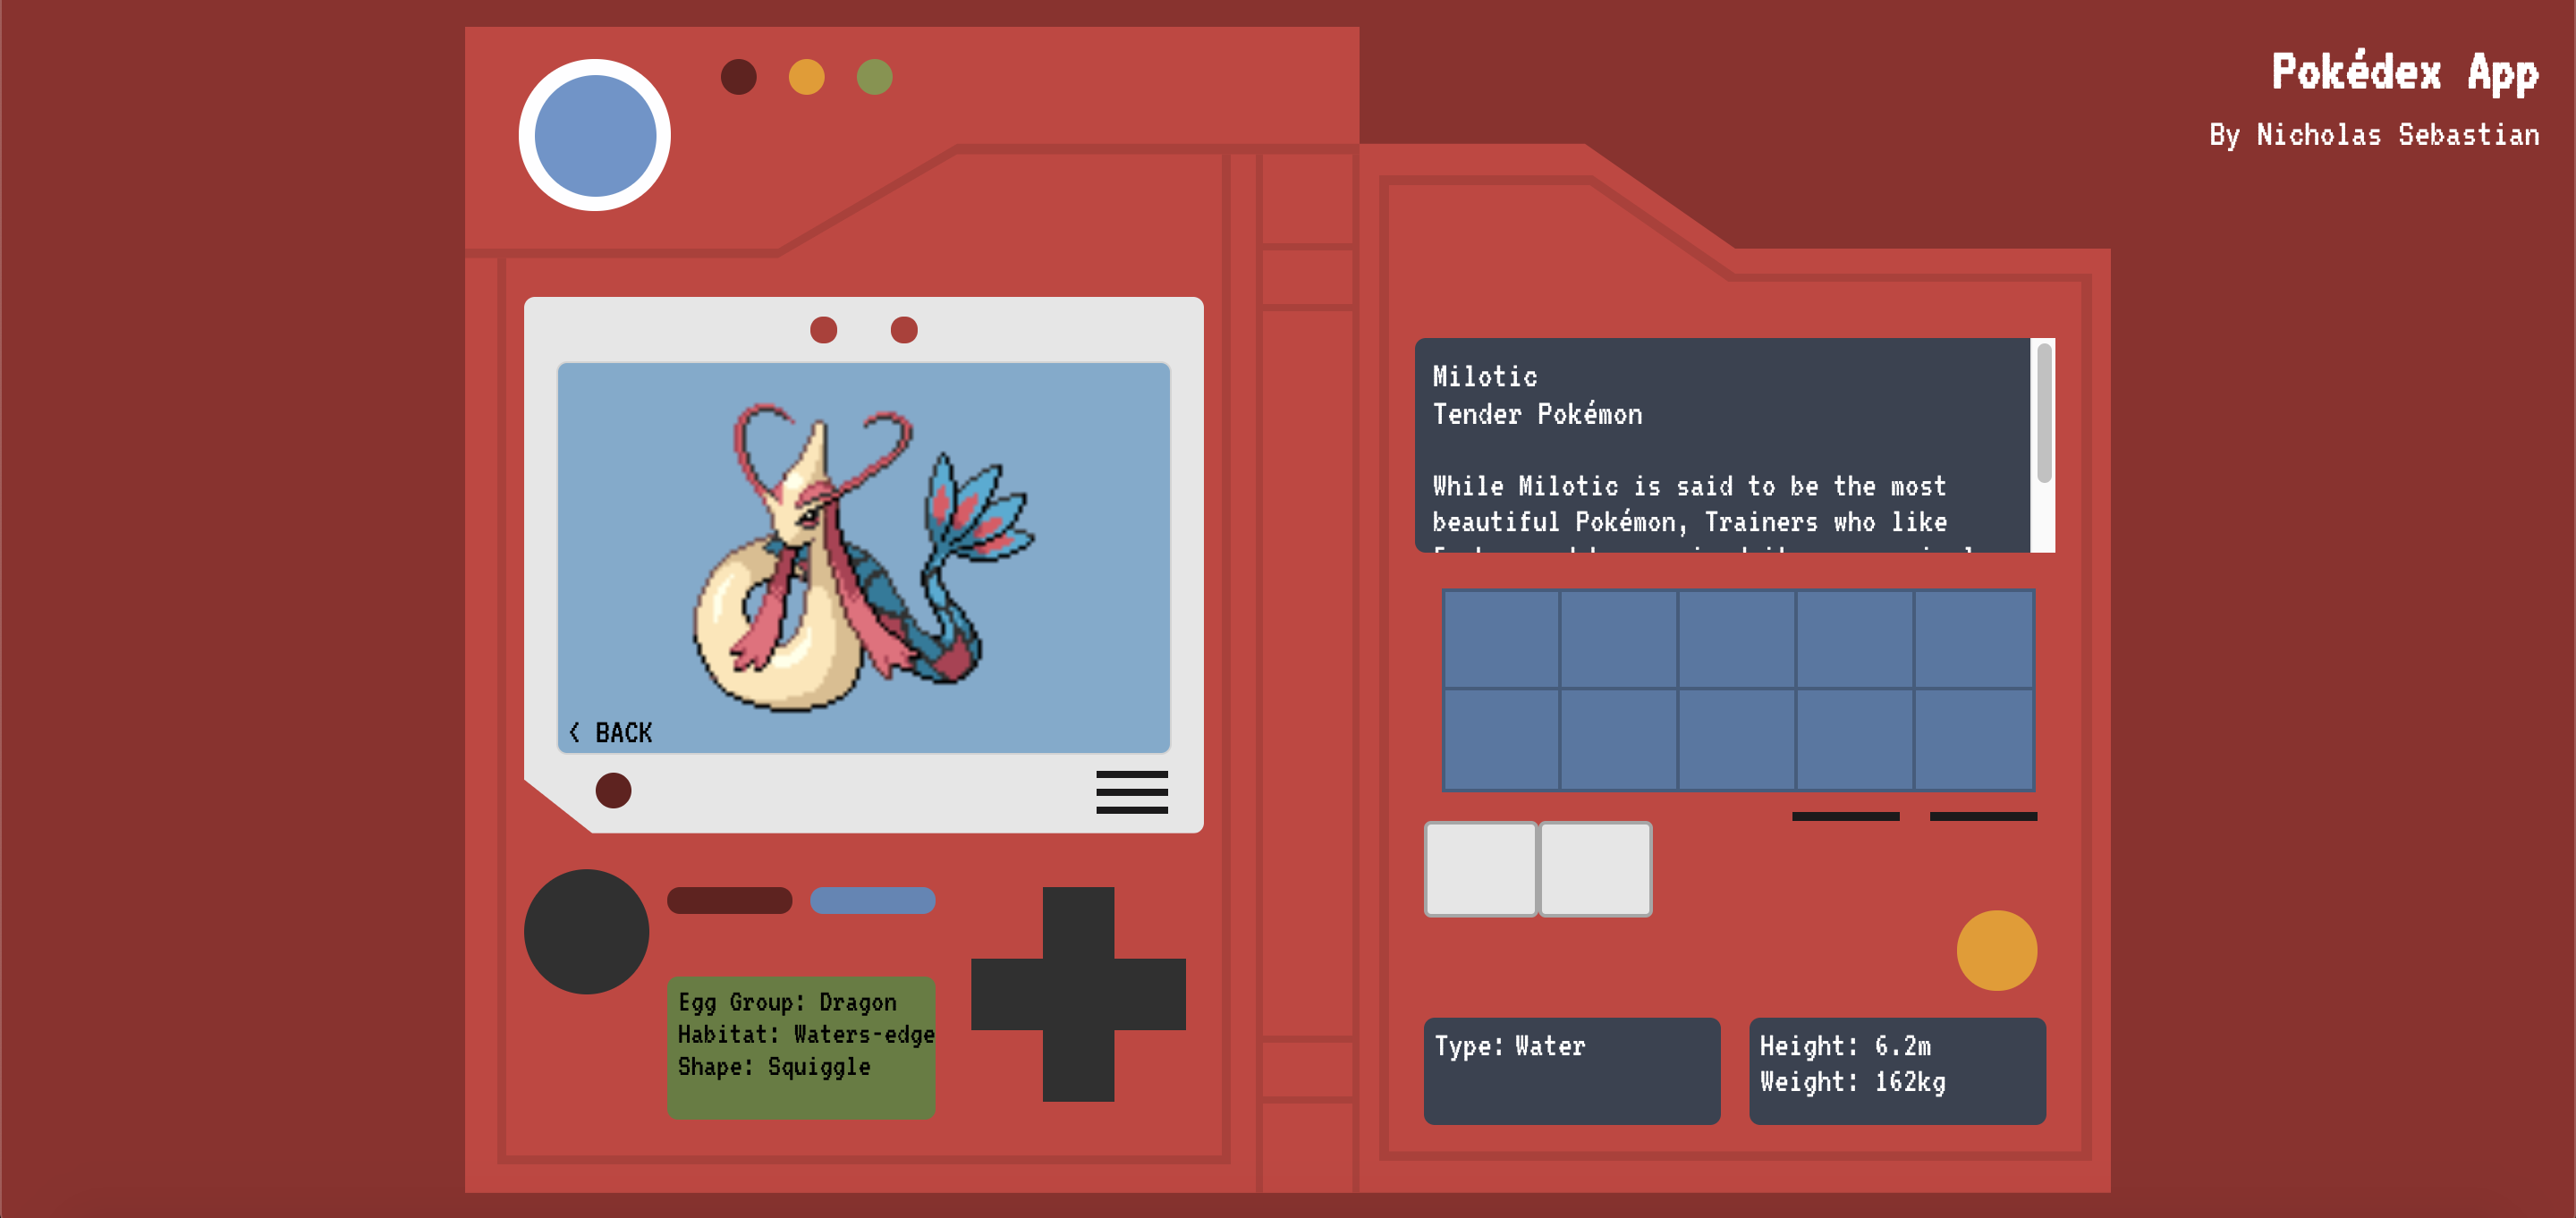 Pokédex App
By Nicholas Sebastian
Milotic
Tender Pokémon
While Milotic is said to be the most
beautiful Pokémon, Trainers who like
< BACK
Egg Group: Dragon
Habitat: Waters-edge
Shape: Squiggle
Type: Water
Height: 6.2m
Weight: 162kg